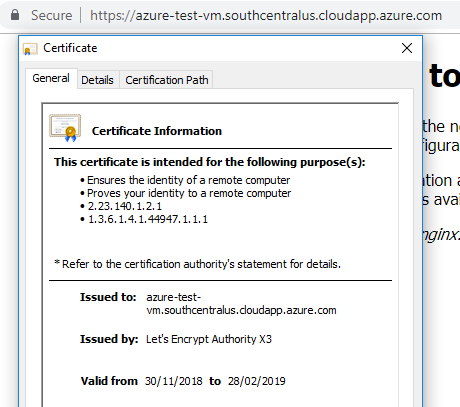 Secure https://azure-test-vm.southcentralus.cloudapp.azure.com
Certificate
to
General Details Certification Path
Certificate Information
the n
figura
This certificate is intended for the following purpose(s):
• Ensures the identity of a remote computer
• Proves your identity to a remote computer
• 2.23.140.1.2.1
• 1.3.6.1.4.1.44947.1.1.1
ation a
s avai
nginx.
* Refer to the certification authority's statement for details.
Issued to: azure-test-
vm.southcentralus.cloudapp.azure.com
Issued by: Let's Encrypt Authority X3
Valid from 30/11/2018 to 28/02/2019